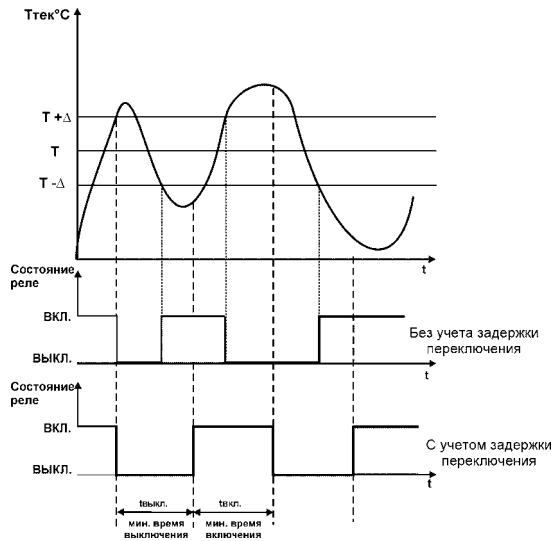 Tтек°C
T +Δ
T
T -Δ
t
Состояние
реле
ВКЛ.
ВЫКЛ.
Без учета задержки
переключения
t
Состояние
реле
ВКЛ.
ВЫКЛ.
С учетом задержки
переключения
t
tвыкл.
tвкл.
мин. время
выключения
мин. время
включения